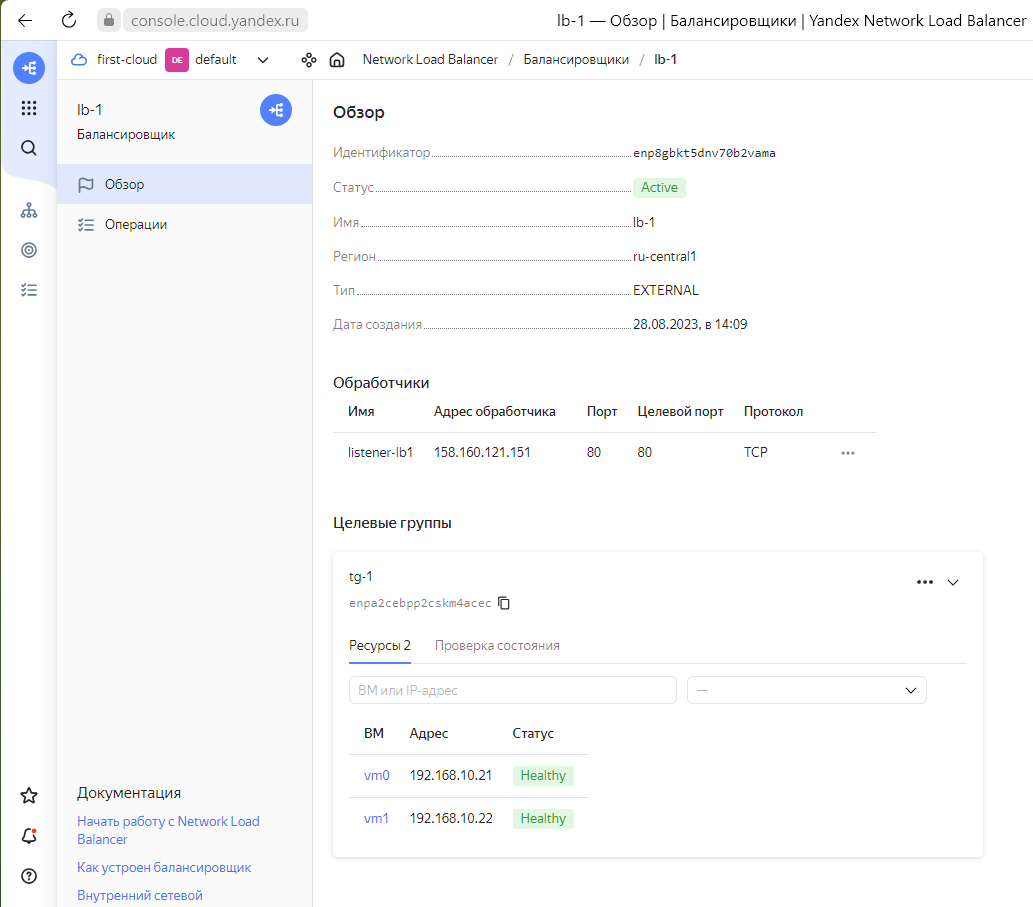 console.cloud.yandex.ru
lb-1 — Обзор | Балансировщики | Yandex Network Load Balancer
first-cloud DE default
Network Load Balancer / Балансировщики / lb-1
lb-1
Балансировщик
Обзор
Операции
Обзор
Идентификатор enp8gbkt5dnv70b2vama
Статус Active
Имя lb-1
Регион ru-central1
Тип EXTERNAL
Дата создания 28.08.2023, в 14:09
Обработчики
Имя Адрес обработчика Порт Целевой порт Протокол
listener-lb1 158.160.121.151 80 80 TCP
Целевые группы
tg-1
enpa2cebpp2cskm4acec
Ресурсы 2 Проверка состояния
ВМ или IP-адрес —
ВМ Адрес Статус
vm0 192.168.10.21 Healthy
vm1 192.168.10.22 Healthy
Документация
Начать работу с Network Load
Balancer
Как устроен балансировщик
Внутренний сетевой